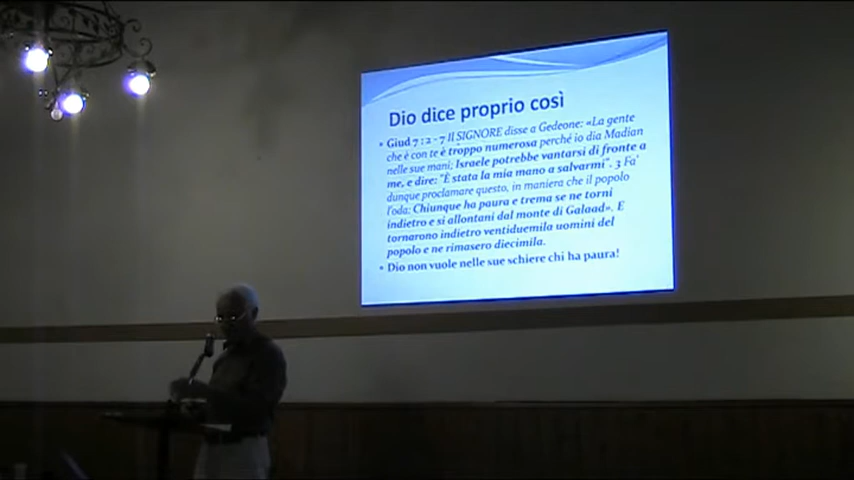 Dio dice proprio così
• Giud 7 : 2 - 7 Il SIGNORE disse a Gedeone: «La gente
che è con te è troppo numerosa perché io dia Madian
nelle sue mani; Israele potrebbe vantarsi di fronte a
me, e dire: "È stata la mia mano a salvarmi". 3 Fa'
dunque proclamare questo, in maniera che il popolo
l'oda: Chiunque ha paura e trema se ne torni
indietro e si allontani dal monte di Galaad». E
tornarono indietro ventiduemila uomini del
popolo e ne rimasero diecimila.
• Dio non vuole nelle sue schiere chi ha paura!